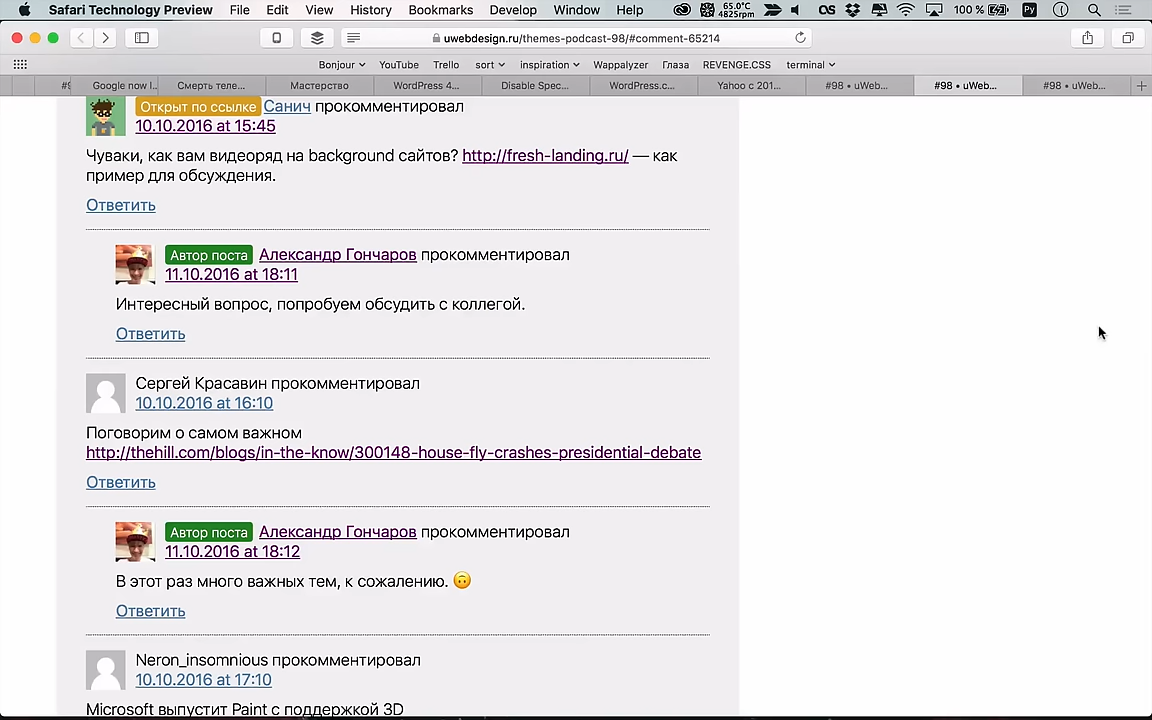 Safari Technology Preview File Edit View History Bookmarks Develop Window Help 65.0°C 4825rpm 100 %
uwebdesign.ru/themes-podcast-98/#comment-65214
Bonjour YouTube Trello sort inspiration Wappalyzer Глаза REVENGE.CSS terminal
Google now l.. Смерть теле... Мастерство WordPress 4... Disable Spec... WordPress.c... Yahoo с 201... #98 • uWeb... #98 • uWeb... #98 • uWeb...
Открыт по ссылке Санич прокомментировал
10.10.2016 at 15:45
Чуваки, как вам видеоряд на background сайтов? http://fresh-landing.ru/ — как
пример для обсуждения.
Ответить
Автор поста Александр Гончаров прокомментировал
11.10.2016 at 18:11
Интересный вопрос, попробуем обсудить с коллегой.
Ответить
Сергей Красавин прокомментировал
10.10.2016 at 16:10
Поговорим о самом важном
http://thehill.com/blogs/in-the-know/300148-house-fly-crashes-presidential-debate
Ответить
Автор поста Александр Гончаров прокомментировал
11.10.2016 at 18:12
В этот раз много важных тем, к сожалению. 🙃
Ответить
Neron_insomnious прокомментировал
10.10.2016 at 17:10
Microsoft выпустит Paint с поддержкой 3D